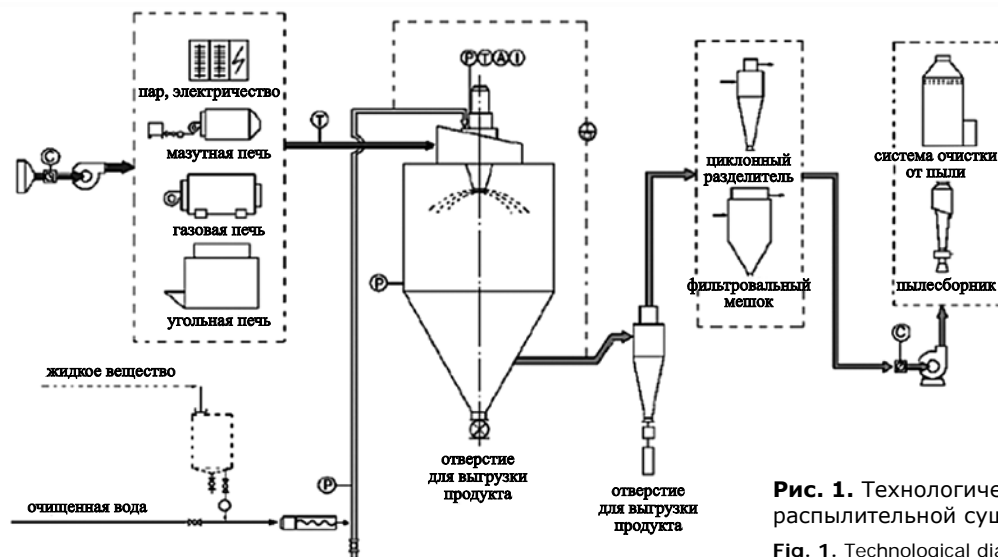 пар, электричество
мазутная печь
газовая печь
угольная печь
C
T
P T A I
P
P
жидкое вещество
очищенная вода
отверстие
для выгрузки
продукта
отверстие
для выгрузки
продукта
циклонный
разделитель
фильтровальный
мешок
C
система очистки
от пыли
пылесборник
Рис. 1. Технологиче
распылительной суш
Fig. 1. Technological dia